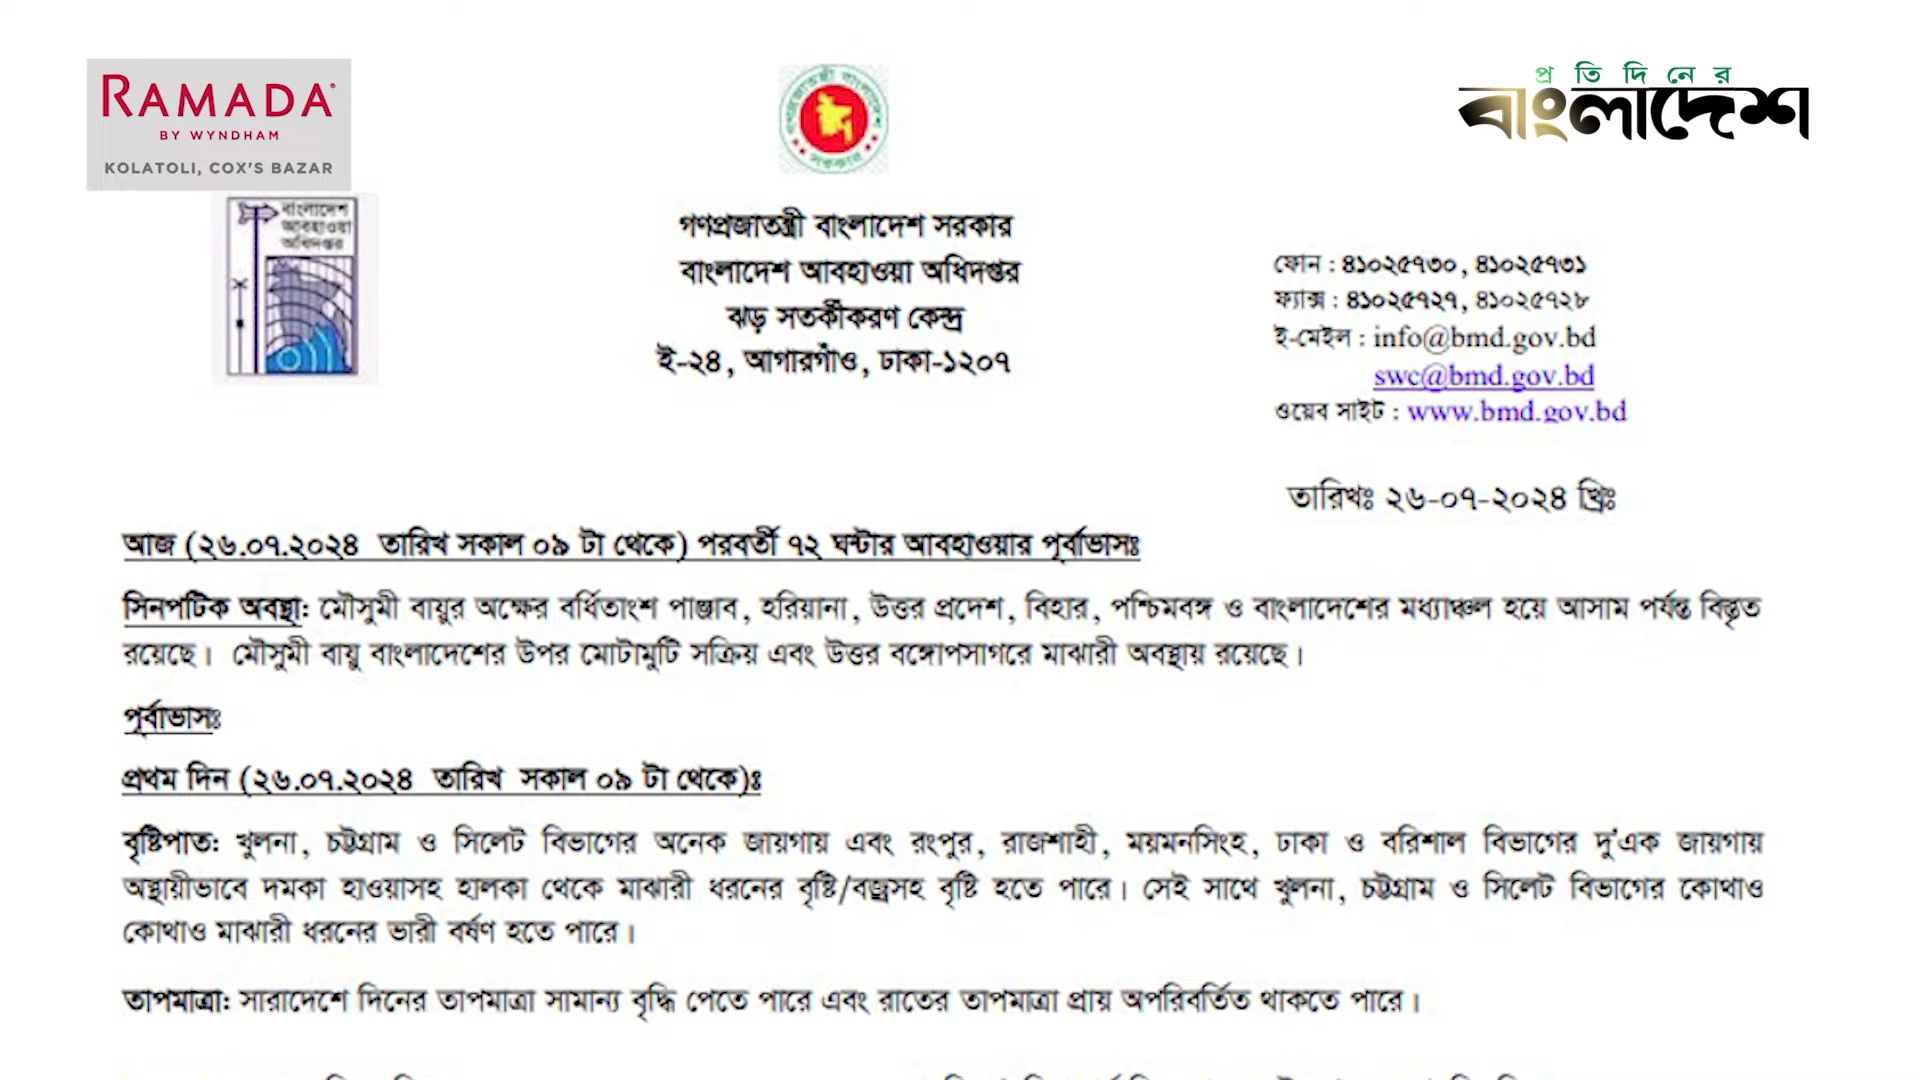 RAMADA
BY WYNDHAM
KOLATOLI, COX'S BAZAR
প্রতিদিনের
বাংলাদেশ
বাংলাদেশ
আবহাওয়া
অধিদপ্তর
গণপ্রজাতন্ত্রী বাংলাদেশ সরকার
বাংলাদেশ আবহাওয়া অধিদপ্তর
ঝড় সতর্কীকরণ কেন্দ্র
ই-২৪, আগারগাঁও, ঢাকা-১২০৭
ফোন : ৪১০২৫৭৩০, ৪১০২৫৭৩১
ফ্যাক্স : ৪১০২৫৭২৭, ৪১০২৫৭২৮
ই-মেইল : info@bmd.gov.bd
swc@bmd.gov.bd
ওয়েব সাইট : www.bmd.gov.bd
তারিখঃ ২৬-০৭-২০২৪ খ্রিঃ
আজ (২৬.০৭.২০২৪ তারিখ সকাল ০৯ টা থেকে) পরবর্তী ৭২ ঘন্টার আবহাওয়ার পূর্বাভাসঃ
সিনপটিক অবস্থা: মৌসুমী বায়ুর অক্ষের বর্ধিতাংশ পাঞ্জাব, হরিয়ানা, উত্তর প্রদেশ, বিহার, পশ্চিমবঙ্গ ও বাংলাদেশের মধ্যাঞ্চল হয়ে আসাম পর্যন্ত বিস্তৃত
রয়েছে। মৌসুমী বায়ু বাংলাদেশের উপর মোটামুটি সক্রিয় এবং উত্তর বঙ্গোপসাগরে মাঝারী অবস্থায় রয়েছে।
পূর্বাভাসঃ
প্রথম দিন (২৬.০৭.২০২৪ তারিখ সকাল ০৯ টা থেকে)ঃ
বৃষ্টিপাত: খুলনা, চট্টগ্রাম ও সিলেট বিভাগের অনেক জায়গায় এবং রংপুর, রাজশাহী, ময়মনসিংহ, ঢাকা ও বরিশাল বিভাগের দু'এক জায়গায়
অস্থায়ীভাবে দমকা হাওয়াসহ হালকা থেকে মাঝারী ধরনের বৃষ্টি/বজ্রসহ বৃষ্টি হতে পারে। সেই সাথে খুলনা, চট্টগ্রাম ও সিলেট বিভাগের কোথাও
কোথাও মাঝারী ধরনের ভারী বর্ষণ হতে পারে।
তাপমাত্রা: সারাদেশে দিনের তাপমাত্রা সামান্য বৃদ্ধি পেতে পারে এবং রাতের তাপমাত্রা প্রায় অপরিবর্তিত থাকতে পারে।